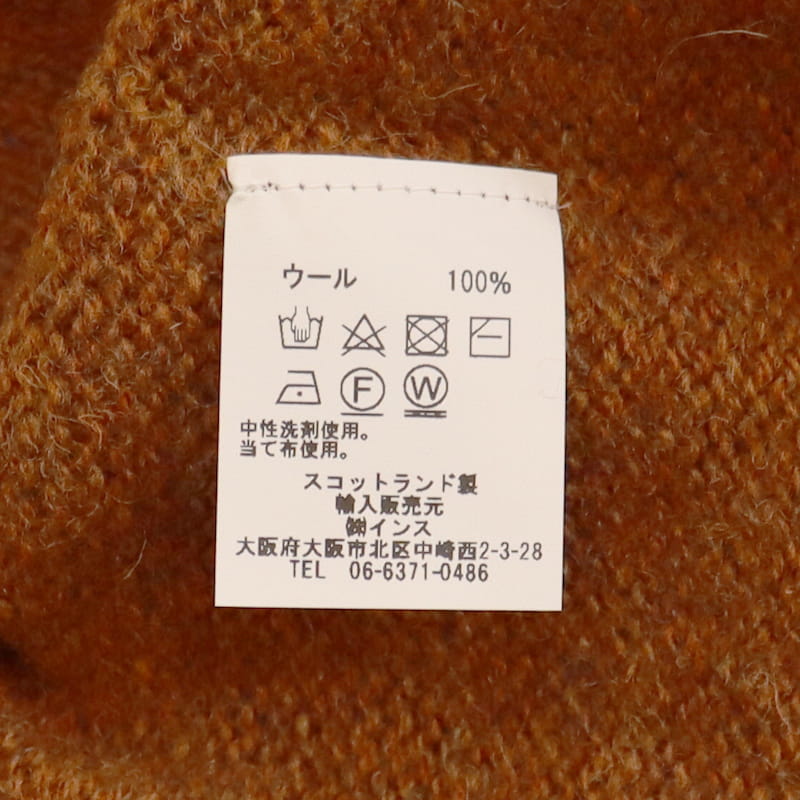 ウール 100%
F W
中性洗剤使用。
当て布使用。
スコットランド製
輸入販売元
㈱インス
大阪府大阪市北区中崎西2-3-28
TEL 06-6371-0486